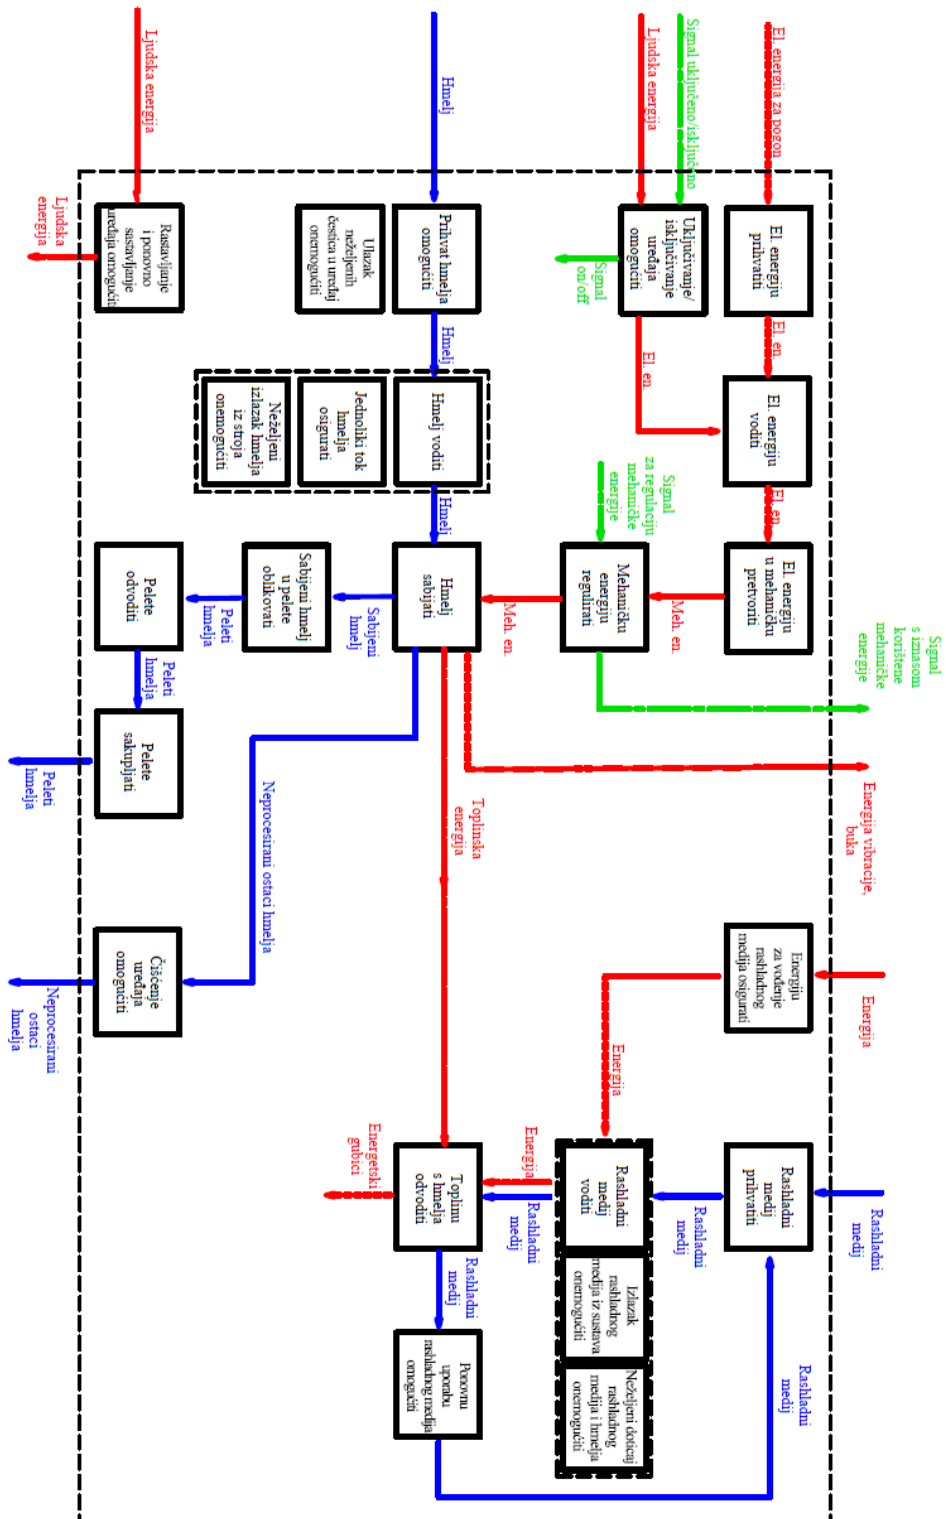 El. energija za pogon
Signal uključeno/isključeno
Ljudska energija
Hmelj
Ljudska energija
El. energiju
prihvatiti
El. en.
El. energiju
voditi
El. en.
El. energiju
u mehaničku
pretvoriti
Meh. en.
Uključivanje/
isključivanje
uređaja
omogućiti
Signal
on/off
El. en.
Signal
za regulaciju
mehaničke
energije
Mehaničku
energiju
regulirati
Meh. en.
Signal
s iznasom
korištene
mehaničke
energije
Energija vibracije,
buka
Prihvat hmelja
omogućiti
Ulazak
neželjenih
čestica u uređaj
onemogućiti
Hmelj
Hmelj voditi
Jednoliki tok
hmelja
osigurati
Neželjeni
izlazak hmelja
iz stroja
onemogućiti
Hmelj
Hmelj
sabijati
Sabijeni
hmelj
Sabijeni hmelj
u pelete
oblikovati
Peleti
hmelja
Pelete
odvoditi
Peleti
hmelja
Pelete
sakupljati
Peleti
hmelja
Rastavljanje
i ponovno
sastavljanje
uređaja omogućiti
Ljudska
energija
Toplinska
energija
Neprocesirani ostaci hmelja
Čišćenje
uređaja
omogućiti
Neprocesirani
ostaci
hmelja
Energija
Energiju
za vođenje
rashladnog
medija osigurati
Energija
Rashladni
medij
Rashladni
medij
prihvatiti
Rashladni
medij
Rashladni
medij
voditi
Izlazak
rashladnog
medija iz sustava
onemogućiti
Neželjeni doticaj
rashladnog
medija i hmelja
onemogućiti
Energija
Rashladni
medij
Toplinu
s hmelja
odvoditi
Energetski
gubici
Rashladni
medij
Ponovnu
uporabu
rashladnog medija
omogućiti
Rashladni
medij